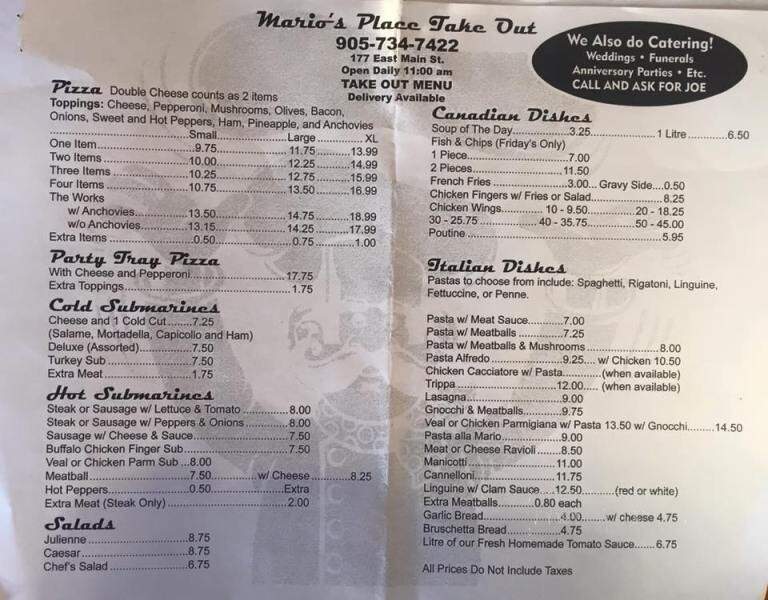 Mario's Place Take Out
905-734-7422
177 East Main St.
Open Daily 11:00 am
TAKE OUT MENU
Delivery Available
We Also do Catering!
Weddings • Funerals
Anniversary Parties • Etc.
CALL AND ASK FOR JOE
Pizza Double Cheese counts as 2 items
Toppings: Cheese, Pepperoni, Mushrooms, Olives, Bacon,
Onions, Sweet and Hot Peppers, Ham, Pineapple, and Anchovies
Small Large XL
One Item 9.75 11.75 13.99
Two Items 10.00 12.25 14.99
Three Items 10.25 12.75 15.99
Four Items 10.75 13.50 16.99
The Works
w/ Anchovies 13.50 14.75 18.99
w/o Anchovies 13.15 14.25 17.99
Extra Items 0.50 0.75 1.00
Party Tray Pizza
With Cheese and Pepperoni 17.75
Extra Toppings 1.75
Cold Submarines
Cheese and 1 Cold Cut 7.25
(Salame, Mortadella, Capicollo and Ham)
Deluxe (Assorted) 7.50
Turkey Sub 7.50
Extra Meat 1.75
Hot Submarines
Steak or Sausage w/ Lettuce & Tomato 8.00
Steak or Sausage w/ Peppers & Onions 8.00
Sausage w/ Cheese & Sauce 7.50
Buffalo Chicken Finger Sub 7.50
Veal or Chicken Parm Sub ...8.00
Meatball 7.50 w/ Cheese 8.25
Hot Peppers 0.50 Extra
Extra Meat (Steak Only) 2.00
Salads
Julienne 8.75
Caesar 8.75
Chef's Salad 6.75
Canadian Dishes
Soup of The Day 3.25 1 Litre 6.50
Fish & Chips (Friday's Only)
1 Piece 7.00
2 Pieces 11.50
French Fries 3.00... Gravy Side....0.50
Chicken Fingers w/ Fries or Salad 8.25
Chicken Wings 10 - 9.50 20 - 18.25
30 - 25.75 40 - 35.75 50 - 45.00
Poutine 5.95
Italian Dishes
Pastas to choose from include: Spaghetti, Rigatoni, Linguine,
Fettuccine, or Penne.
Pasta w/ Meat Sauce 7.00
Pasta w/ Meatballs 7.25
Pasta w/ Meatballs & Mushrooms 8.00
Pasta Alfredo 9.25.... w/ Chicken 10.50
Chicken Cacciatore w/ Pasta (when available)
Trippa 12.00 (when available)
Lasagna 9.00
Gnocchi & Meatballs 9.75
Veal or Chicken Parmigiana w/ Pasta 13.50 w/ Gnocchi 14.50
Pasta alla Mario 9.00
Meat or Cheese Ravioli 8.50
Manicotti 11.00
Cannelloni 11.75
Linguine w/ Clam Sauce 12.50 (red or white)
Extra Meatballs 0.80 each
Garlic Bread 4.00 w/ cheese 4.75
Bruschetta Bread 4.75
Litre of our Fresh Homemade Tomato Sauce 6.75
All Prices Do Not Include Taxes